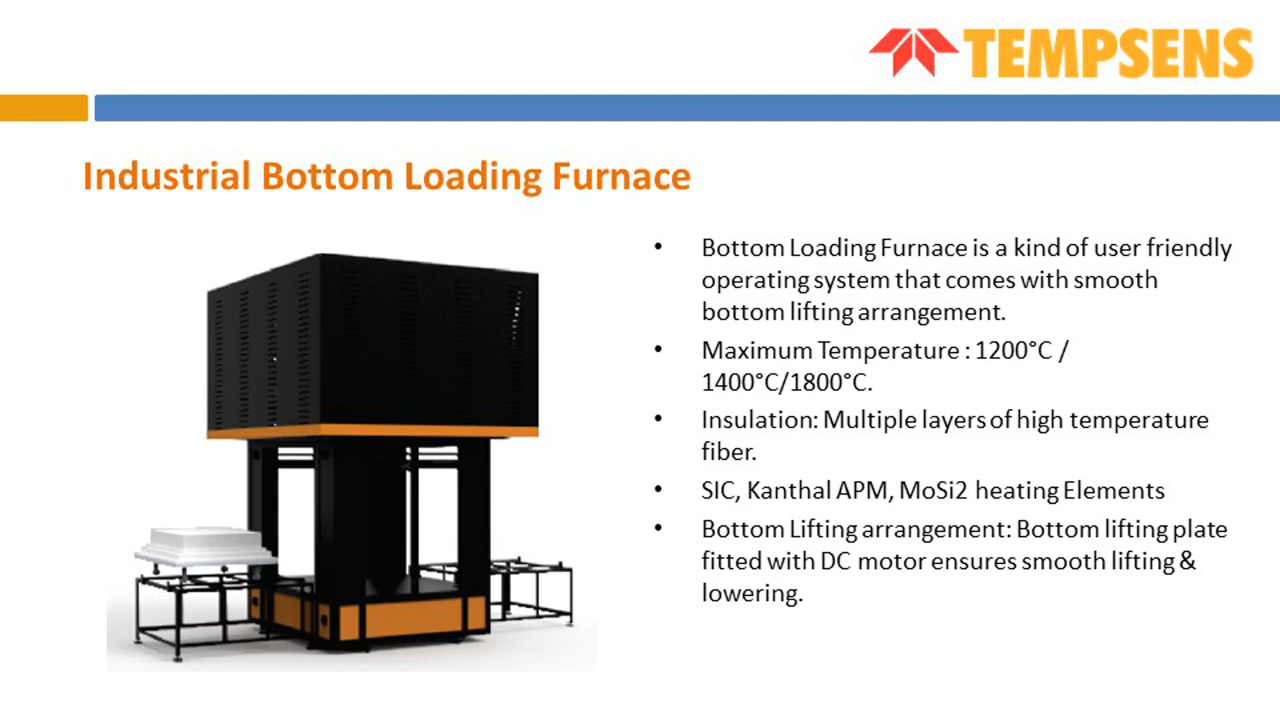 TEMPSENS
Industrial Bottom Loading Furnace
• Bottom Loading Furnace is a kind of user friendly
operating system that comes with smooth
bottom lifting arrangement.
• Maximum Temperature : 1200°C /
1400°C/1800°C.
• Insulation: Multiple layers of high temperature
fiber.
• SIC, Kanthal APM, MoSi2 heating Elements
• Bottom Lifting arrangement: Bottom lifting plate
fitted with DC motor ensures smooth lifting &
lowering.